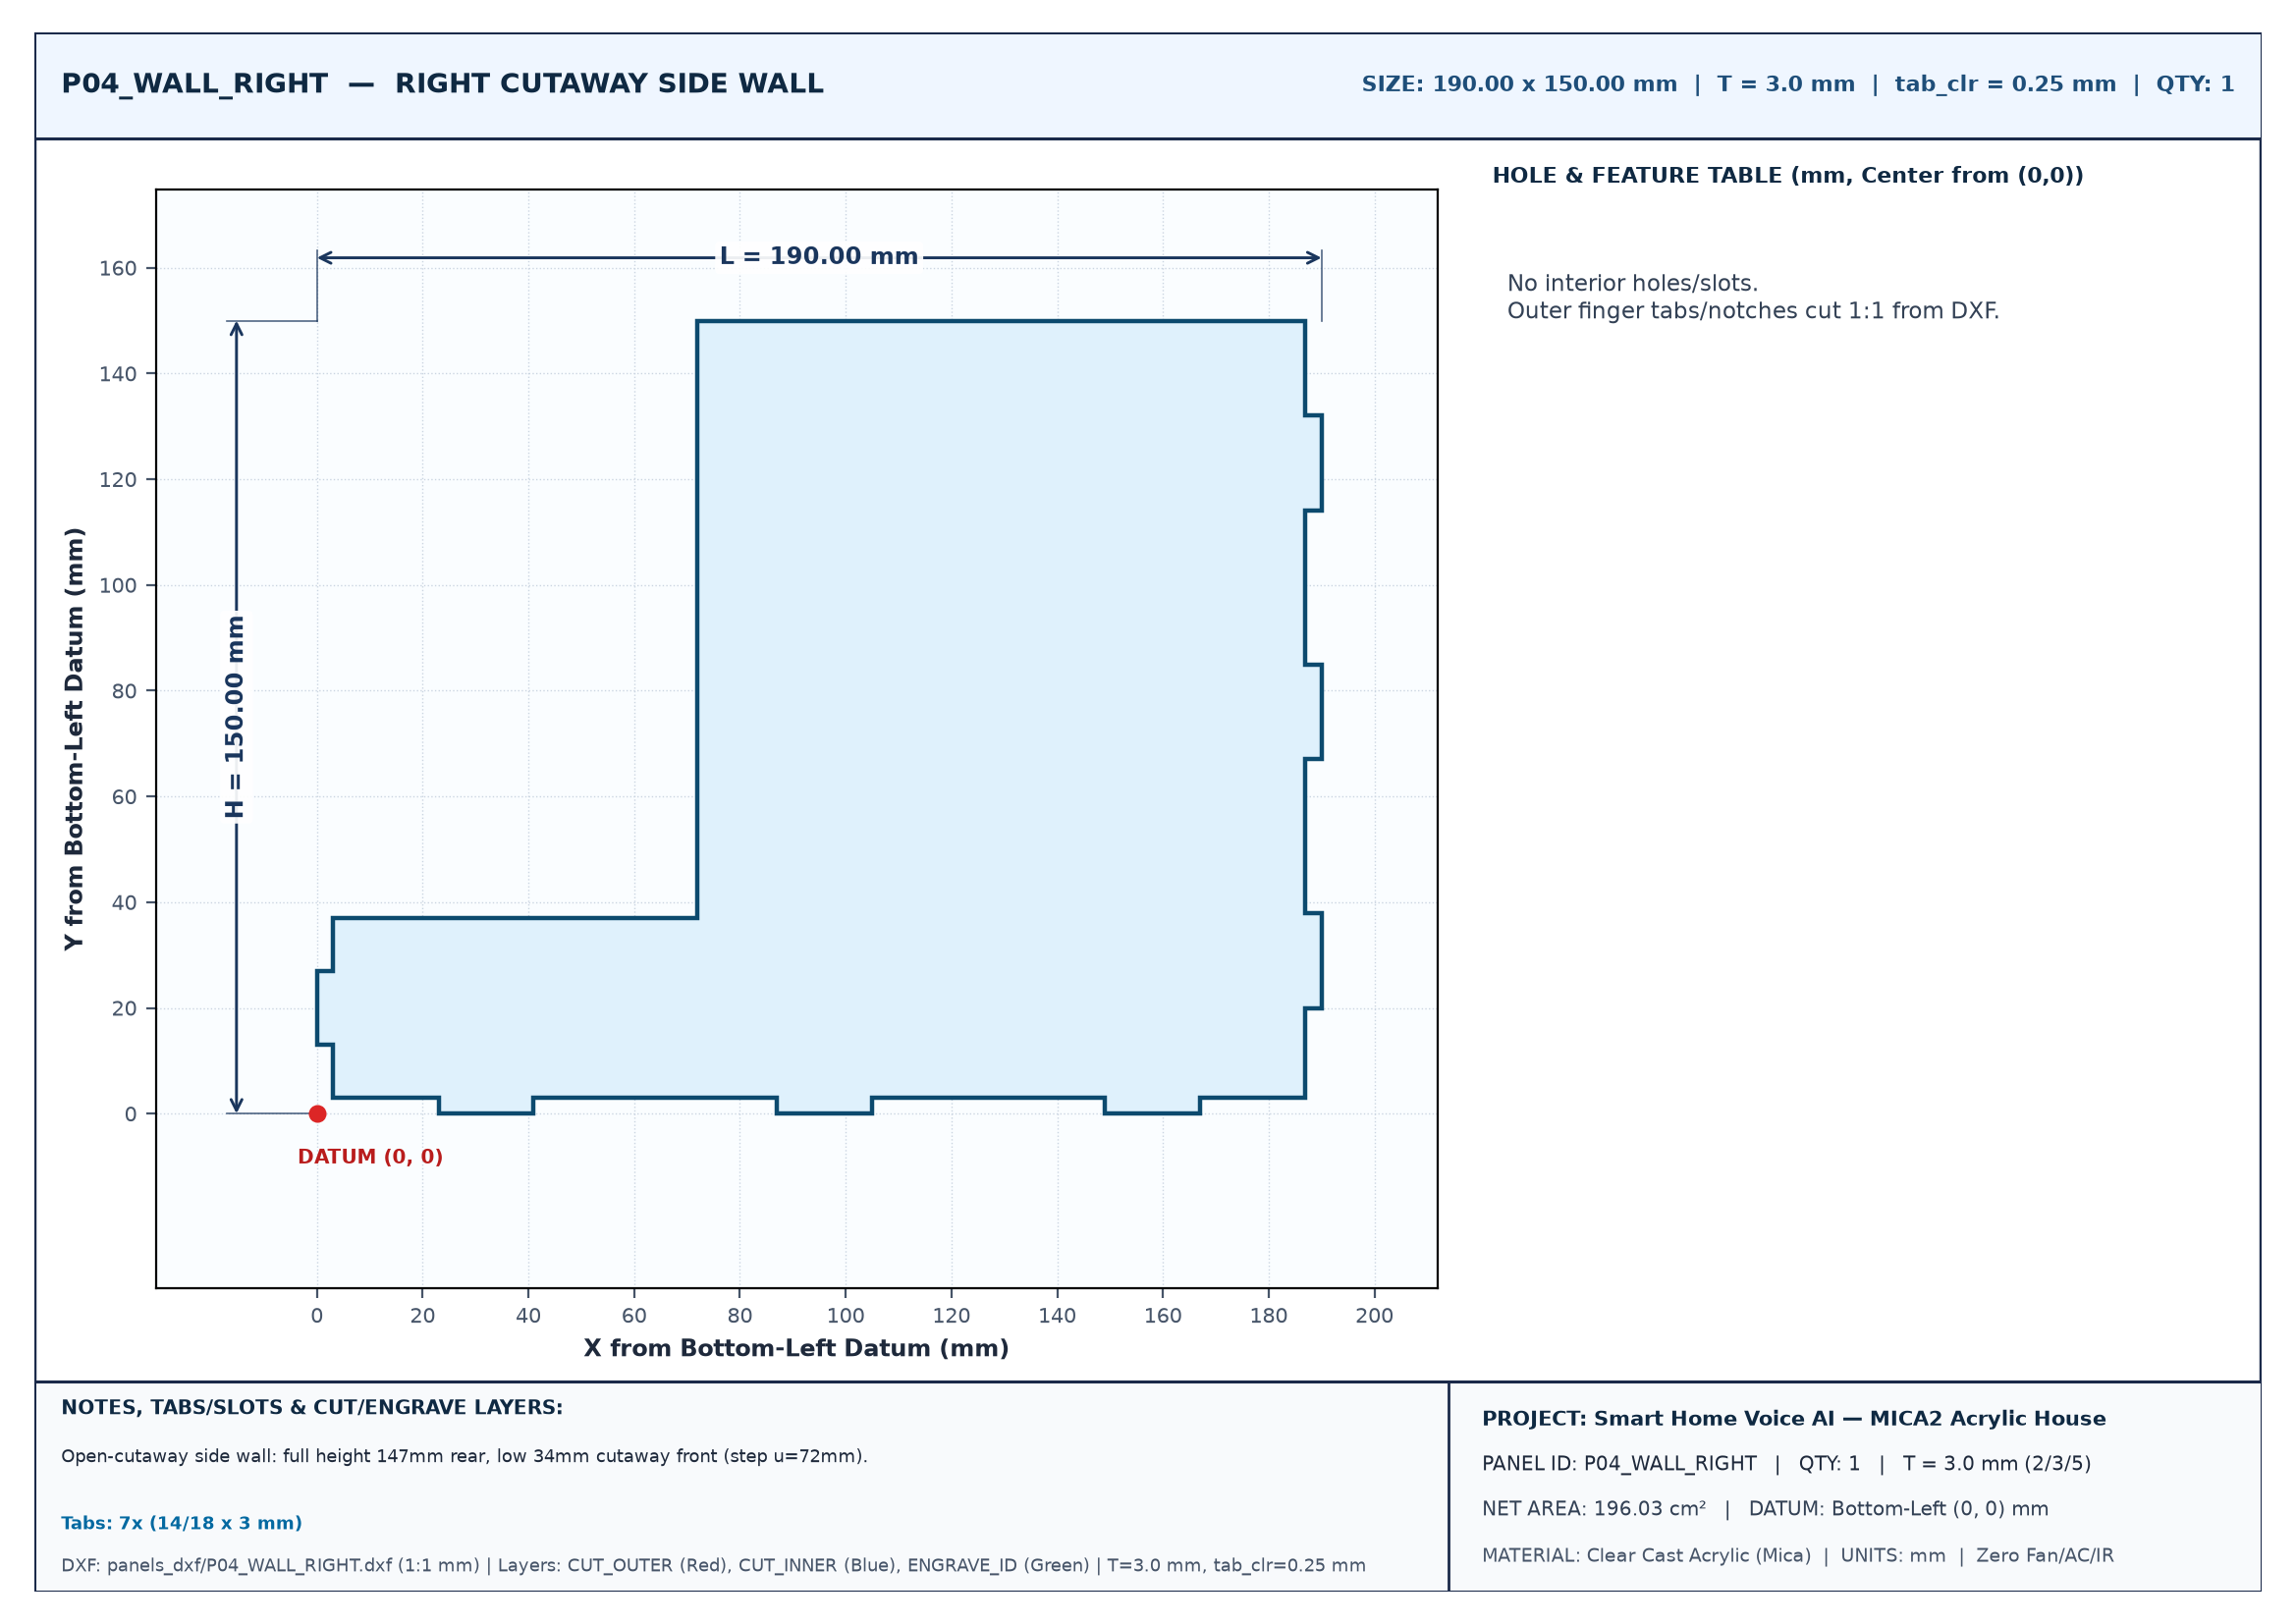 P04_WALL_RIGHT — RIGHT CUTAWAY SIDE WALL
SIZE: 190.00 x 150.00 mm | T = 3.0 mm | tab_clr = 0.25 mm | QTY: 1
HOLE & FEATURE TABLE (mm, Center from (0,0))
No interior holes/slots.
Outer finger tabs/notches cut 1:1 from DXF.
L = 190.00 mm
H = 150.00 mm
Y from Bottom-Left Datum (mm)
160
140
120
100
80
60
40
20
0
DATUM (0, 0)
0 20 40 60 80 100 120 140 160 180 200
X from Bottom-Left Datum (mm)
NOTES, TABS/SLOTS & CUT/ENGRAVE LAYERS:
Open-cutaway side wall: full height 147mm rear, low 34mm cutaway front (step u=72mm).
Tabs: 7x (14/18 x 3 mm)
DXF: panels_dxf/P04_WALL_RIGHT.dxf (1:1 mm) | Layers: CUT_OUTER (Red), CUT_INNER (Blue), ENGRAVE_ID (Green) | T=3.0 mm, tab_clr=0.25 mm
PROJECT: Smart Home Voice AI — MICA2 Acrylic House
PANEL ID: P04_WALL_RIGHT | QTY: 1 | T = 3.0 mm (2/3/5)
NET AREA: 196.03 cm² | DATUM: Bottom-Left (0, 0) mm
MATERIAL: Clear Cast Acrylic (Mica) | UNITS: mm | Zero Fan/AC/IR